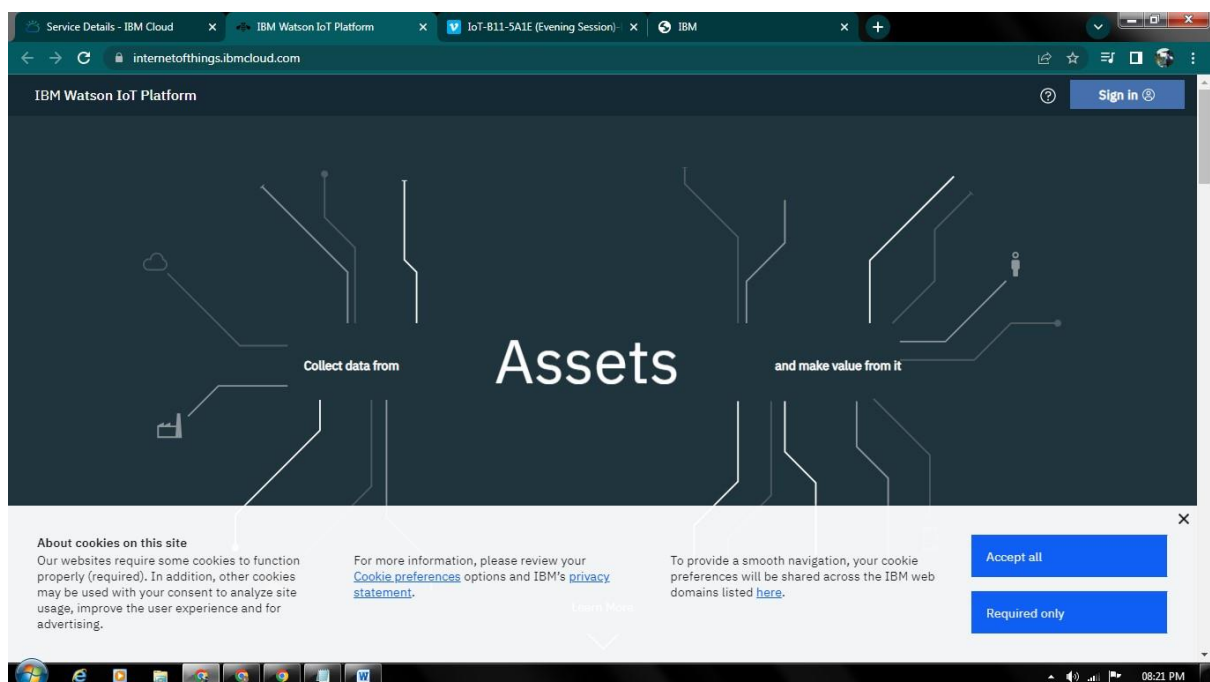 Service Details - IBM Cloud
IBM Watson IoT Platform
IoT-B11-5A1E (Evening Session)-
IBM
internetofthings.ibmcloud.com
IBM Watson IoT Platform
Sign in
Collect data from
Assets
and make value from it
About cookies on this site
Our websites require some cookies to function
properly (required). In addition, other cookies
may be used with your consent to analyze site
usage, improve the user experience and for
advertising.
For more information, please review your
Cookie preferences options and IBM's privacy
statement.
To provide a smooth navigation, your cookie
preferences will be shared across the IBM web
domains listed here.
Accept all
Required only
Learn More
08:21 PM